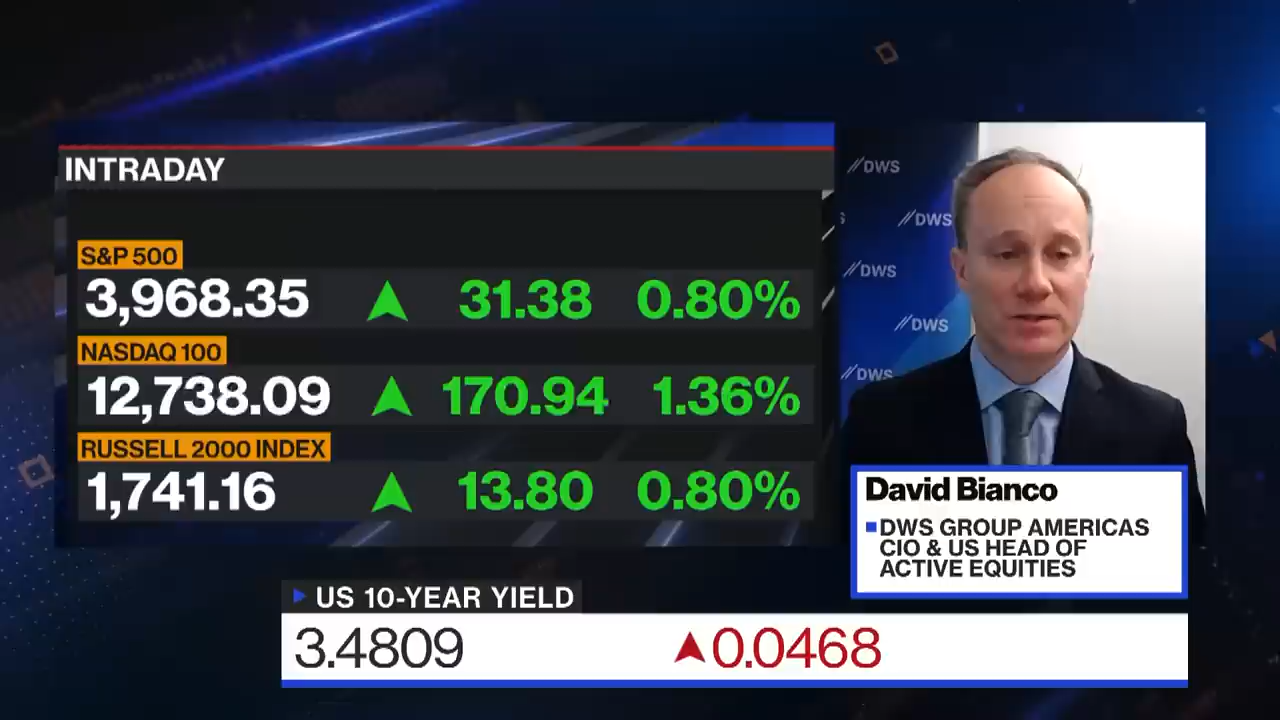 INTRADAY
S&P 500
3,968.35 31.38 0.80%
NASDAQ 100
12,738.09 170.94 1.36%
RUSSELL 2000 INDEX
1,741.16 13.80 0.80%
//DWS
//DWS
S
//DWS
//DWS
//DWS
David Bianco
DWS GROUP AMERICAS
CIO & US HEAD OF
ACTIVE EQUITIES
US 10-YEAR YIELD
3.4809 0.0468